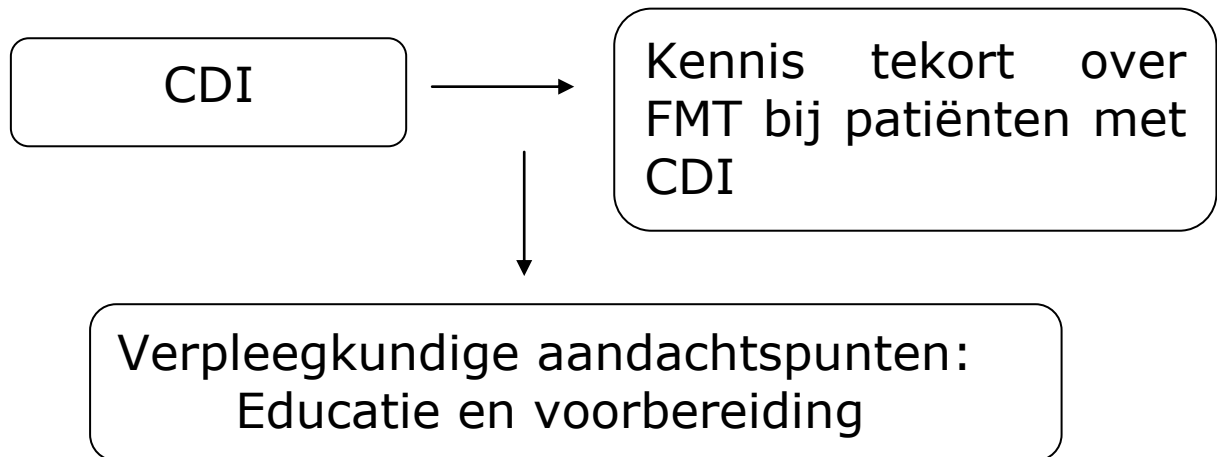 CDI
Kennis tekort over
FMT bij patiënten met
CDI
Verpleegkundige aandachtspunten:
Educatie en voorbereiding